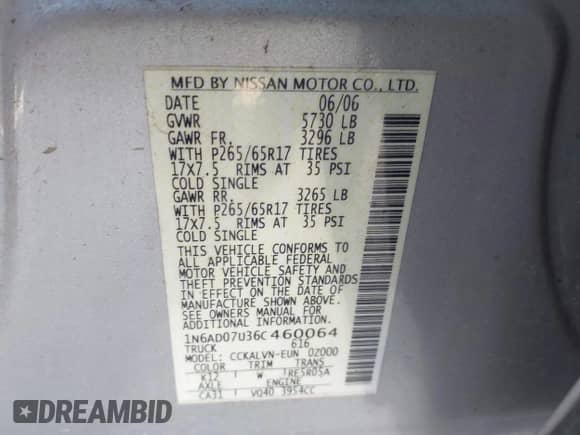 MFD BY NISSAN MOTOR CO., LTD.
DATE 06/06
GVWR 5730 LB
GAWR FR. 3296 LB
WITH P265/65R17 TIRES
17X7.5 RIMS AT 35 PSI
COLD SINGLE
GAWR RR. 3265 LB
WITH P265/65R17 TIRES
17X7.5 RIMS AT 35 PSI
COLD SINGLE
THIS VEHICLE CONFORMS TO
ALL APPLICABLE FEDERAL
MOTOR VEHICLE SAFETY AND
THEFT PREVENTION STANDARDS
IN EFFECT ON THE DATE OF
MANUFACTURE SHOWN ABOVE.
SEE OWNERS MANUAL FOR
ADDITIONAL INFORMATION.
1N6AD07U36C460064
TRUCK 616
MODEL: CCKALVN-EUN 02000
COLOR TRIM TRANS
K12 W RE5R05A
AXLE ENGINE
CA31 VQ40 3954CC
DREAMBID